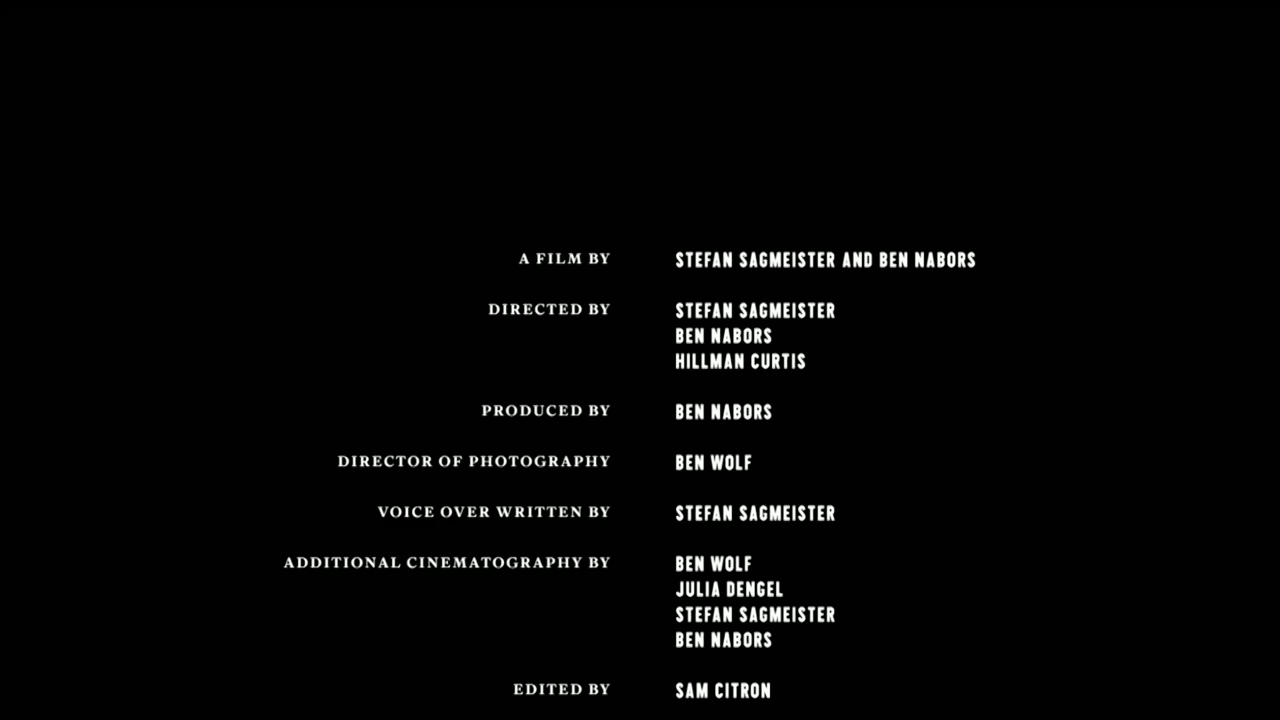 A FILM BY STEFAN SAGMEISTER AND BEN NABORS
DIRECTED BY STEFAN SAGMEISTER
BEN NABORS
HILLMAN CURTIS
PRODUCED BY BEN NABORS
DIRECTOR OF PHOTOGRAPHY BEN WOLF
VOICE OVER WRITTEN BY STEFAN SAGMEISTER
ADDITIONAL CINEMATOGRAPHY BY BEN WOLF
JULIA DENGEL
STEFAN SAGMEISTER
BEN NABORS
EDITED BY SAM CITRON